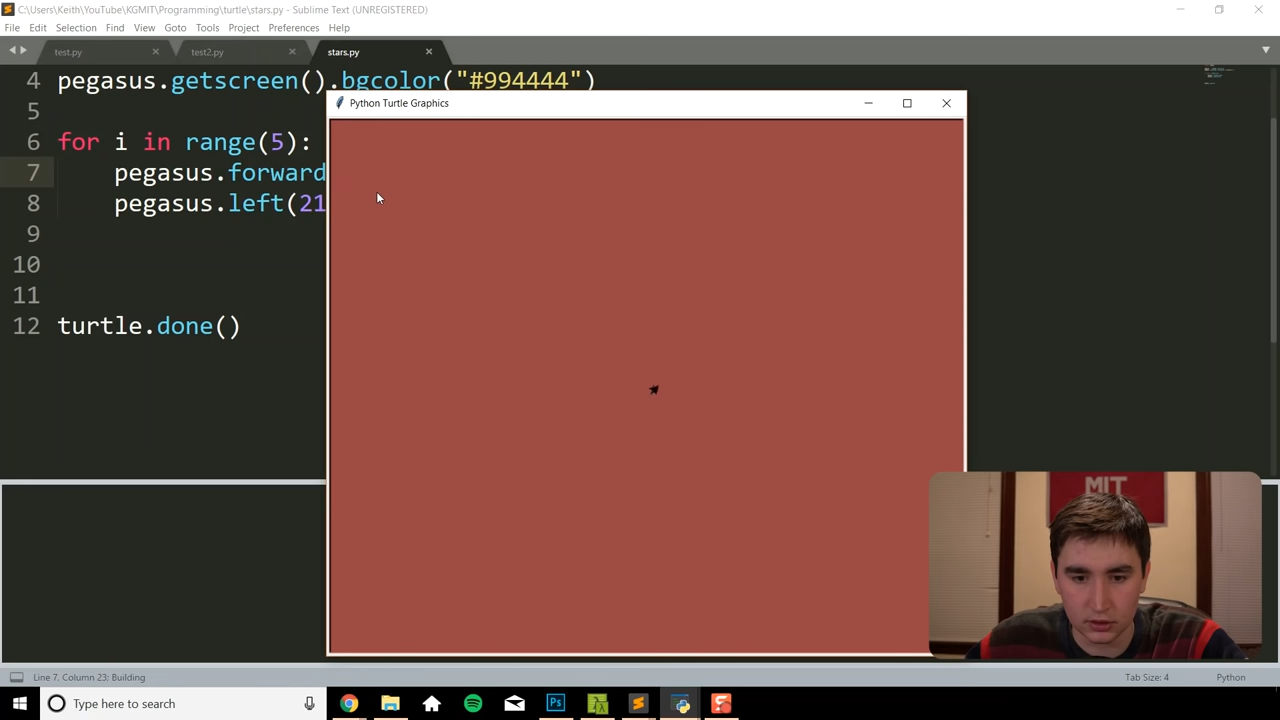 C:\Users\Keith\YouTube\KGMIT\Programming\turtle\stars.py - Sublime Text (UNREGISTERED)
File Edit Selection Find View Goto Tools Project Preferences Help
test.py test2.py stars.py
4 pegasus.getscreen().bgcolor("#994444")
Python Turtle Graphics
5
6 for i in range(5):
7 pegasus.forward
8 pegasus.left(21
9
10
11
12 turtle.done()
MIT
Line 7, Column 23; Building Tab Size: 4 Python
Type here to search Ps